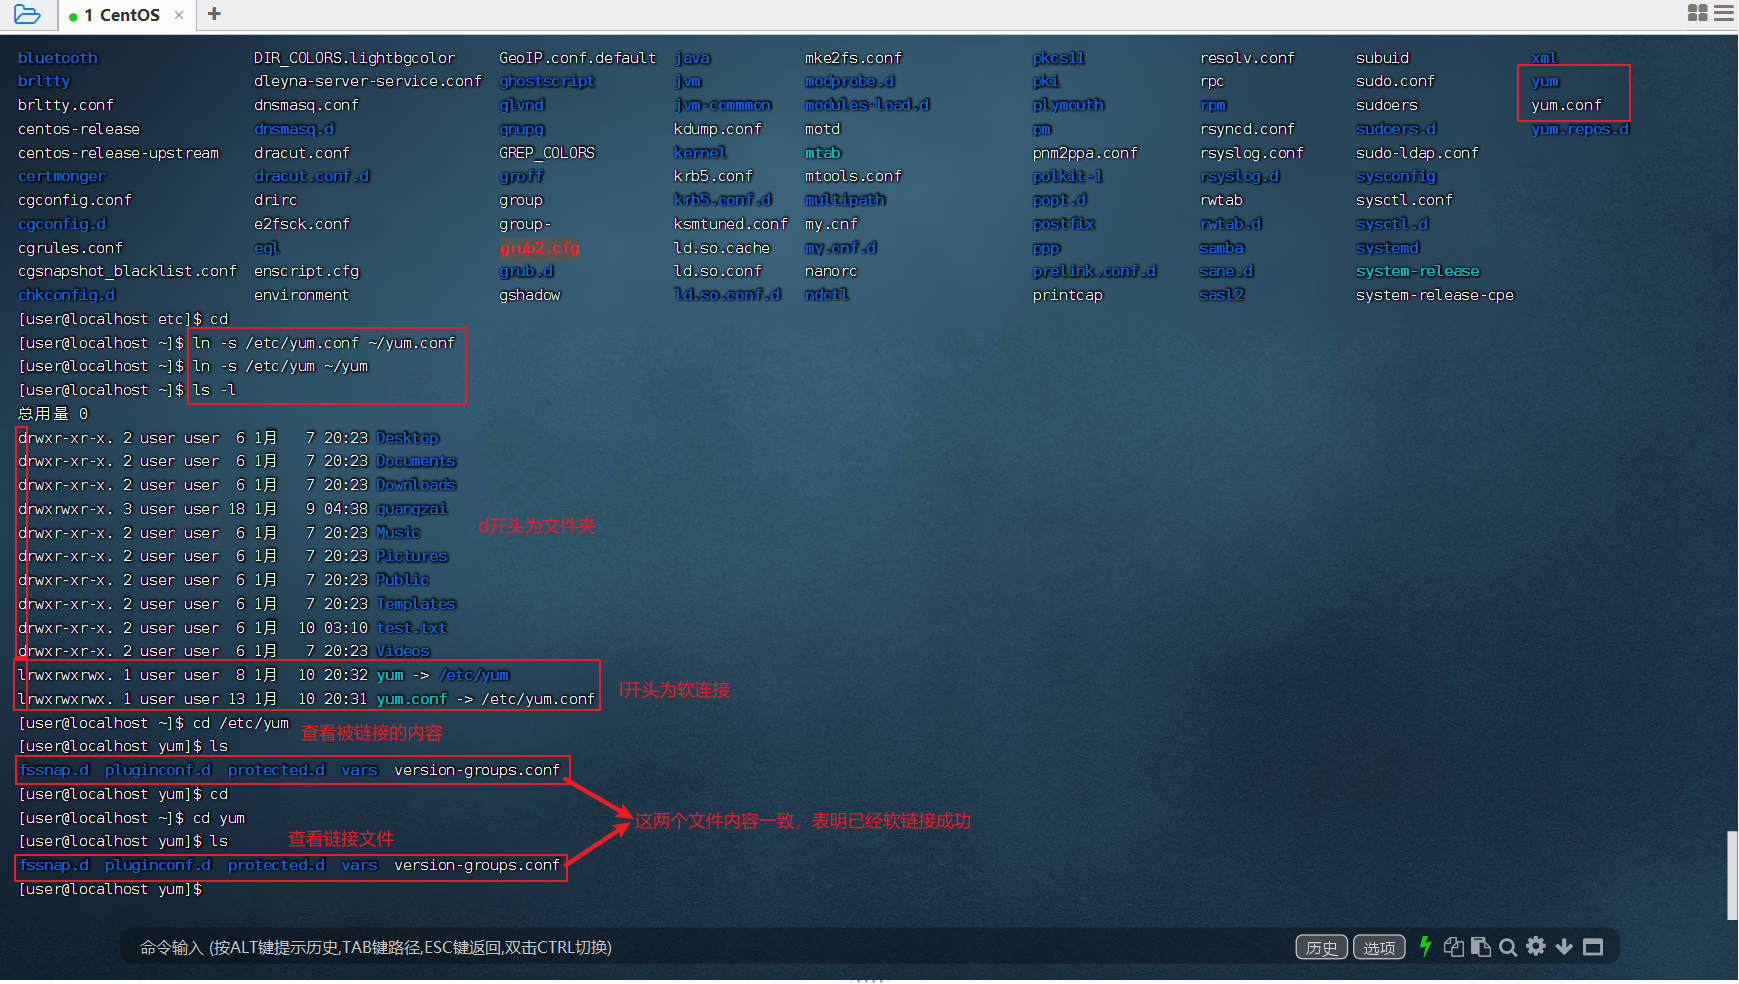 1 CentOS × +
bluetooth DIR_COLORS.lightbgcolor GeoIP.conf.default java mke2fs.conf pkcs11 resolv.conf subuid xml
brltty dleyna-server-service.conf ghostscript jvm modprobe.d pki rpc sudo.conf yum
brltty.conf dnsmasq.conf glvnd jvm-commmon modules-load.d plymouth rpm sudoers yum.conf
centos-release dnsmasq.d gnupg kdump.conf motd pm rsyncd.conf sudoers.d yum.repos.d
centos-release-upstream dracut.conf GREP_COLORS kernel mtab pnm2ppa.conf rsyslog.conf sudo-ldap.conf
certmonger dracut.conf.d groff krb5.conf mtools.conf polkit-1 rsyslog.d sysconfig
cgconfig.conf drirc group krb5.conf.d multipath popt.d rwtab sysctl.conf
cgconfig.d e2fsck.conf group- ksmtuned.conf my.cnf postfix rwtab.d sysctl.d
cgrules.conf egl grub2.cfg ld.so.cache my.cnf.d ppp samba systemd
cgsnapshot_blacklist.conf enscript.cfg grub.d ld.so.conf nanorc prelink.conf.d sane.d system-release
chkconfig.d environment gshadow ld.so.conf.d ndctl printcap sasl2 system-release-cpe
[user@localhost etc]$ cd
[user@localhost ~]$ ln -s /etc/yum.conf ~/yum.conf
[user@localhost ~]$ ln -s /etc/yum ~/yum
[user@localhost ~]$ ls -l
总用量 0
drwxr-xr-x. 2 user user 6 1月 7 20:23 Desktop
drwxr-xr-x. 2 user user 6 1月 7 20:23 Documents
drwxr-xr-x. 2 user user 6 1月 7 20:23 Downloads
drwxrwxr-x. 3 user user 18 1月 9 04:38 guangzai
d开头为文件夹
drwxr-xr-x. 2 user user 6 1月 7 20:23 Music
drwxr-xr-x. 2 user user 6 1月 7 20:23 Pictures
drwxr-xr-x. 2 user user 6 1月 7 20:23 Public
drwxr-xr-x. 2 user user 6 1月 7 20:23 Templates
drwxr-xr-x. 2 user user 6 1月 10 03:10 test.txt
drwxr-xr-x. 2 user user 6 1月 7 20:23 Videos
lrwxrwxrwx. 1 user user 8 1月 10 20:32 yum -> /etc/yum
l开头为软连接
lrwxrwxrwx. 1 user user 13 1月 10 20:31 yum.conf -> /etc/yum.conf
[user@localhost ~]$ cd /etc/yum
查看被链接的内容
[user@localhost yum]$ ls
fssnap.d pluginconf.d protected.d vars version-groups.conf
[user@localhost yum]$ cd
[user@localhost ~]$ cd yum
这两个文件内容一致，表明已经软链接成功
[user@localhost yum]$ ls
查看链接文件
fssnap.d pluginconf.d protected.d vars version-groups.conf
[user@localhost yum]$
命令输入 (按ALT键提示历史,TAB键路径,ESC键返回,双击CTRL切换) 历史 选项